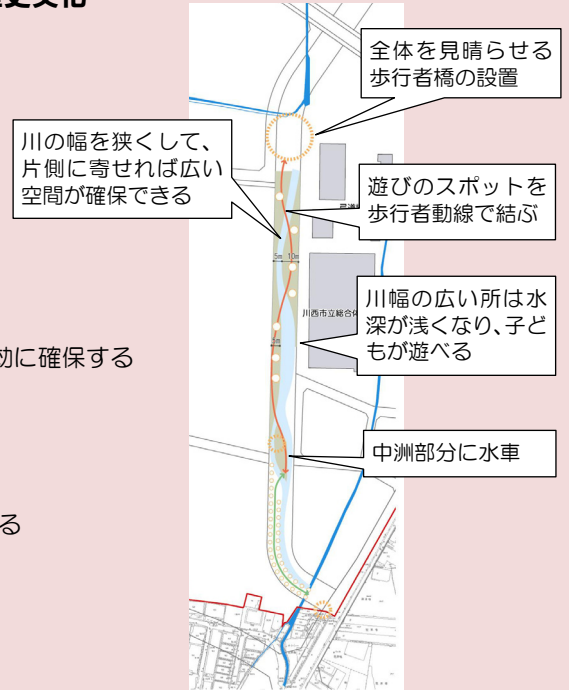 全体を見晴らせる
歩行者橋の設置
川の幅を狭くして、
片側に寄せれば広い
空間が確保できる
遊びのスポットを
歩行者動線で結ぶ
5m
10m
川西市立総合体
川幅の広い所は水
深が浅くなり、子ど
もが遊べる
3m
に確保する
中洲部分に水車
る